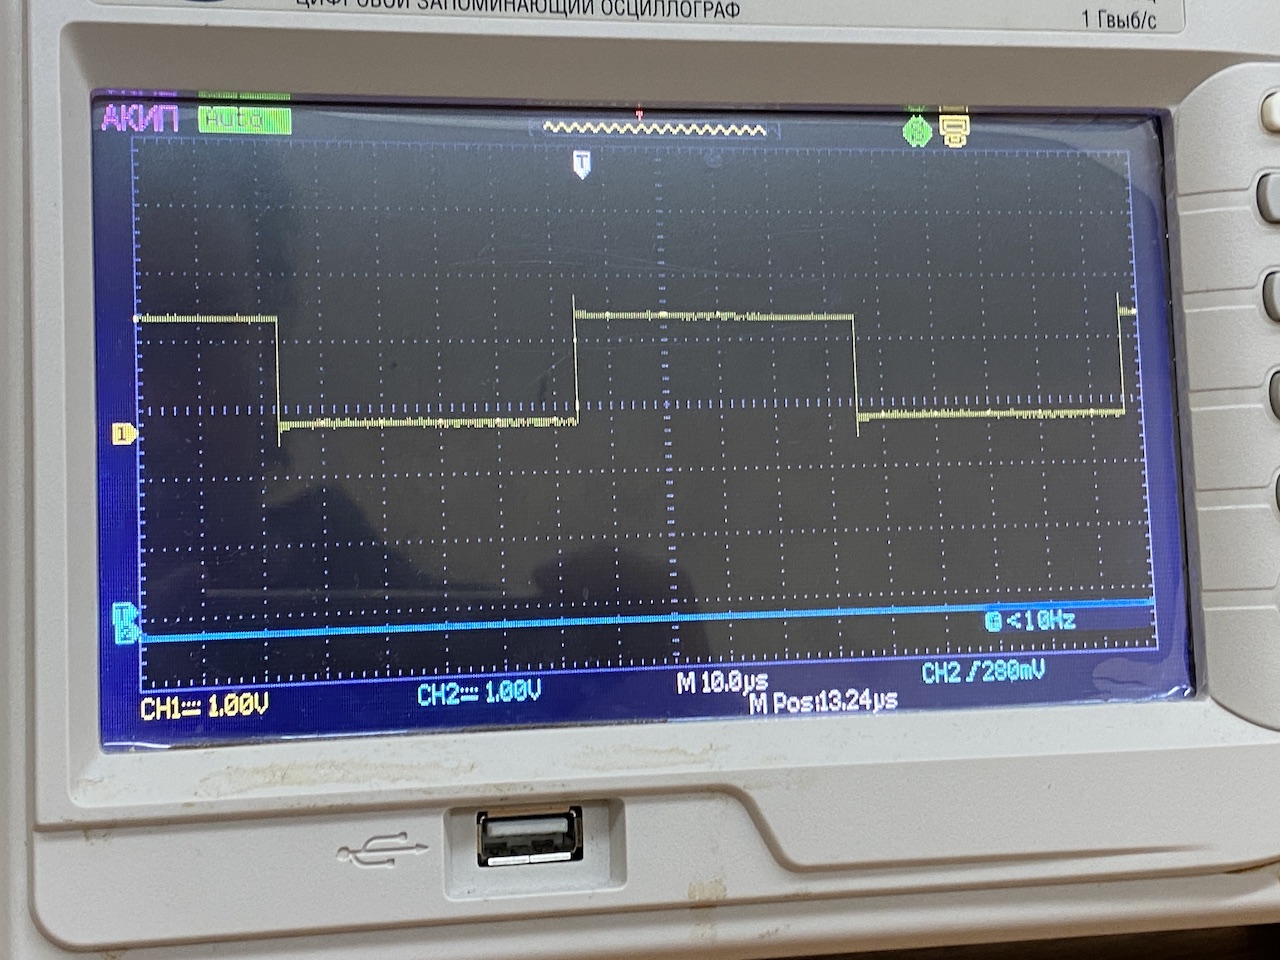 ЦИФРОВОЙ ЗАПОМИНАЮЩИЙ ОСЦИЛЛОГРАФ
1 Гвыб/с
АКИП Auto
T
T
1
<10Hz
CH1 1.00V CH2 1.00V M 10.0µs CH2 280mV
M Pos:13.24µs